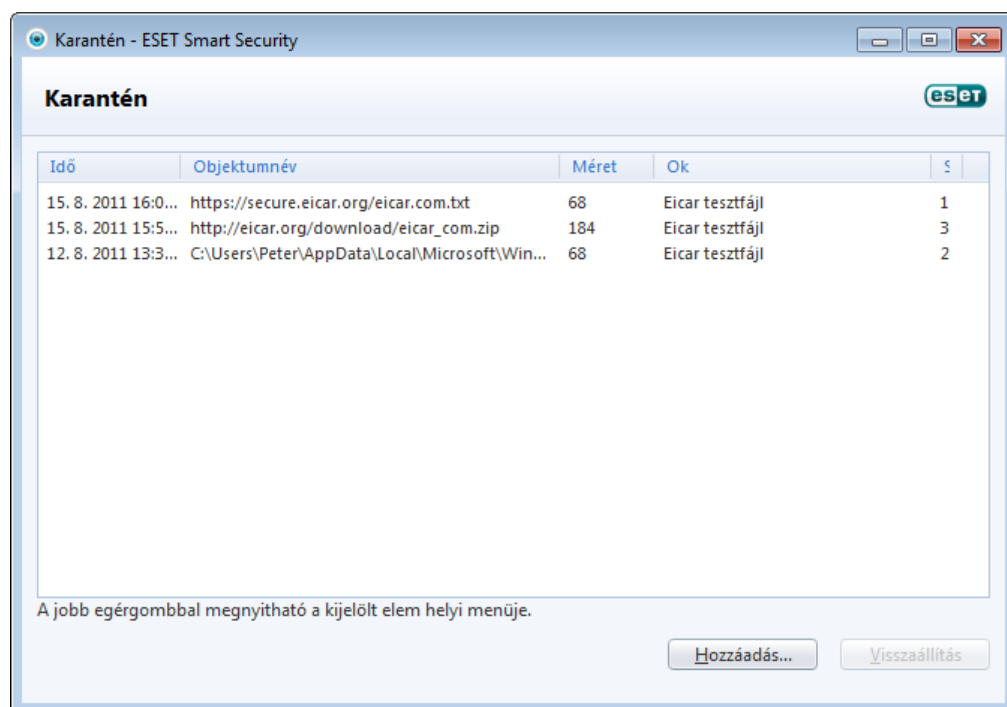 Karantén - ESET Smart Security
Karantén
eseT
Idő Objektumnév Méret Ok S
15. 8. 2011 16:0... https://secure.eicar.org/eicar.com.txt 68 Eicar tesztfájl 1
15. 8. 2011 15:5... http://eicar.org/download/eicar_com.zip 184 Eicar tesztfájl 3
12. 8. 2011 13:3... C:\Users\Peter\AppData\Local\Microsoft\Win... 68 Eicar tesztfájl 2
A jobb egérgombbal megnyitható a kijelölt elem helyi menüje.
Hozzáadás... Visszaállítás